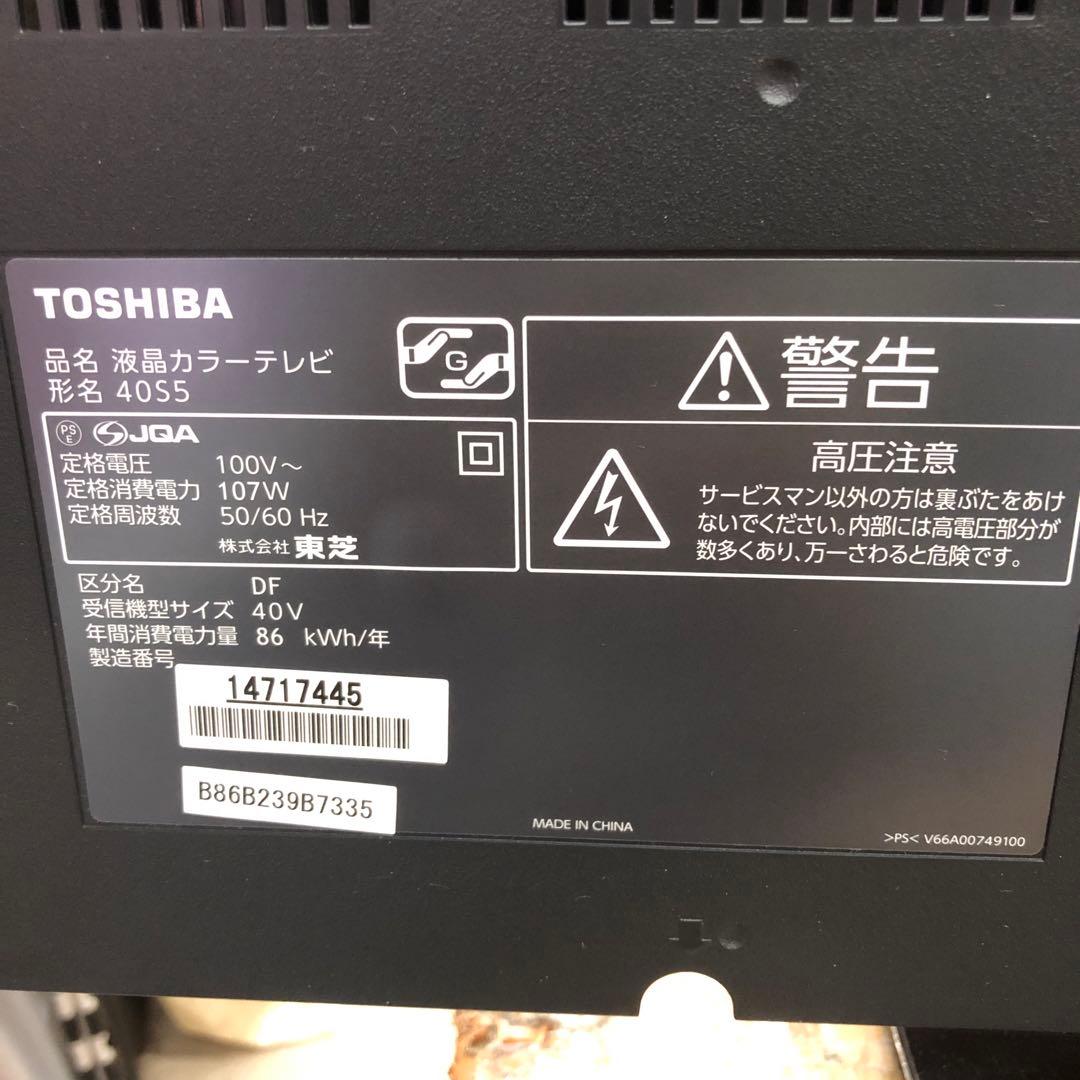 TOSHIBA
品名 液晶カラーテレビ
形名 40S5
G
PS
E
JQA
定格電圧 100V～
定格消費電力 107W
定格周波数 50/60 Hz
株式会社 東芝
区分名 DF
受信機型サイズ 40V
年間消費電力量 86 kWh/年
製造番号
14717445
B86B239B7335
警告
高圧注意
サービスマン以外の方は裏ぶたをあけ
ないでください。内部には高電圧部分が
数多くあり、万一さわると危険です。
MADE IN CHINA
>PS< V66A00749100